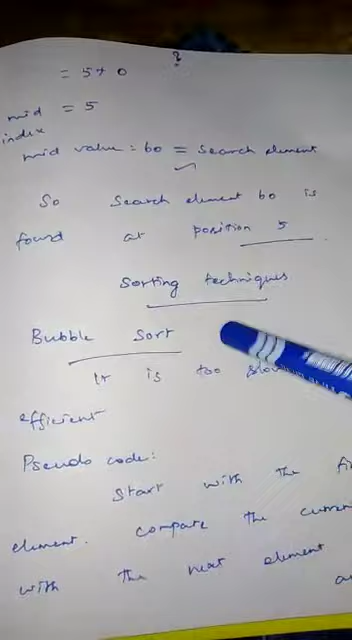 ?
= 5+0
mid = 5
index
mid value = 60 = search element
So search element 60 is
found at position 5
Sorting techniques
Bubble Sort
It is too slow
efficient
Pseudo code:
Start with the
element. compare the
with the next element